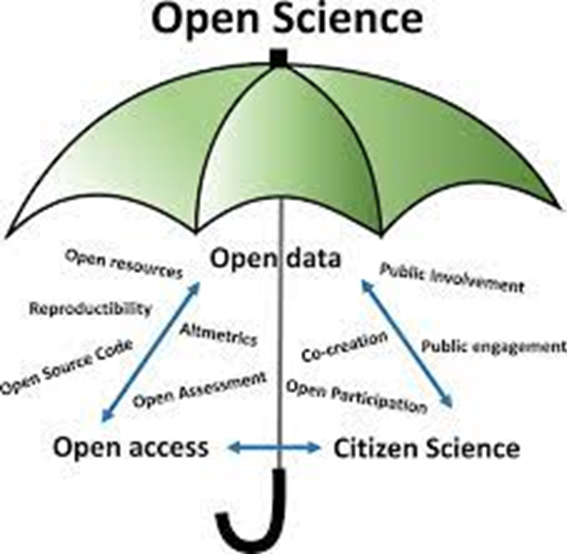 Open Science
Open data
Open resources
Public Involvement
Reproductibility
Altmetrics
Co-creation
Public engagement
Open Source Code
Open Assessment
Open Participation
Open access
Citizen Science